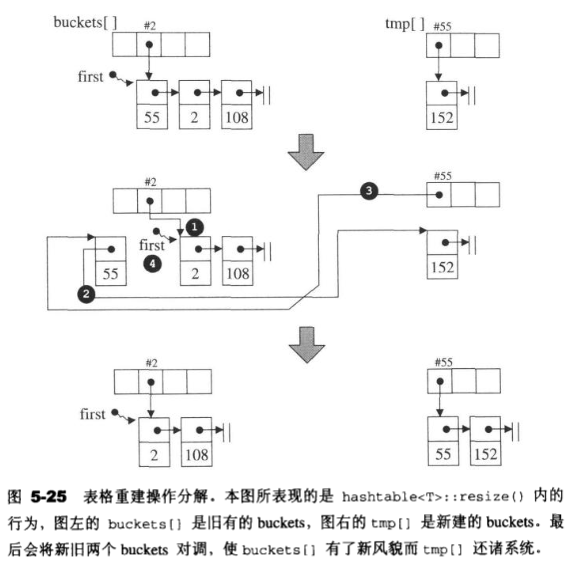 buckets[ ] #2 tmp[ ] #55
first
55 2 108 152
#2 #55
❸
❶
first
❹
55 2 108 152
❷
#2 #55
first
2 108 55 152
图 5-25 表格重建操作分解。本图所表现的是 hashtable<T>::resize() 内的
行为，图左的 buckets[] 是旧有的 buckets，图右的 tmp[] 是新建的 buckets。最
后会将新旧两个 buckets 对调，使 buckets[] 有了新风貌而 tmp[] 还诸系统。